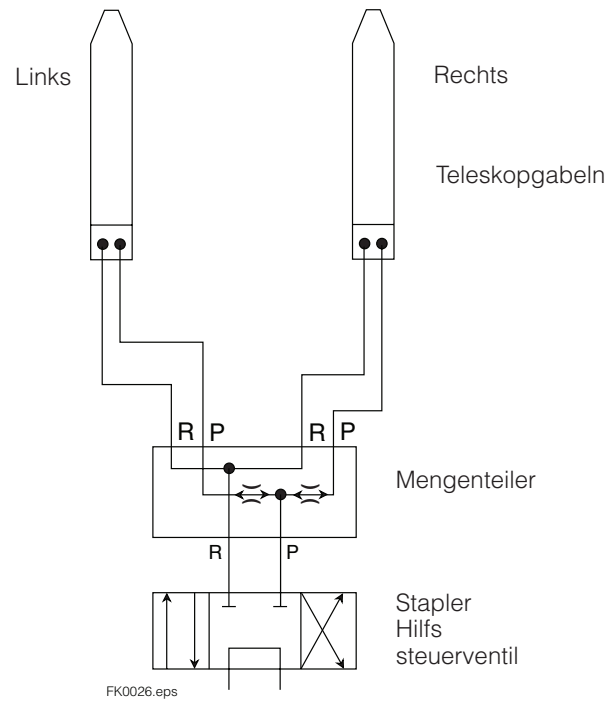 Links
Rechts
Teleskopgabeln
R P
R P
Mengenteiler
R
P
Stapler
Hilfs
steuerventil
FK0026.eps